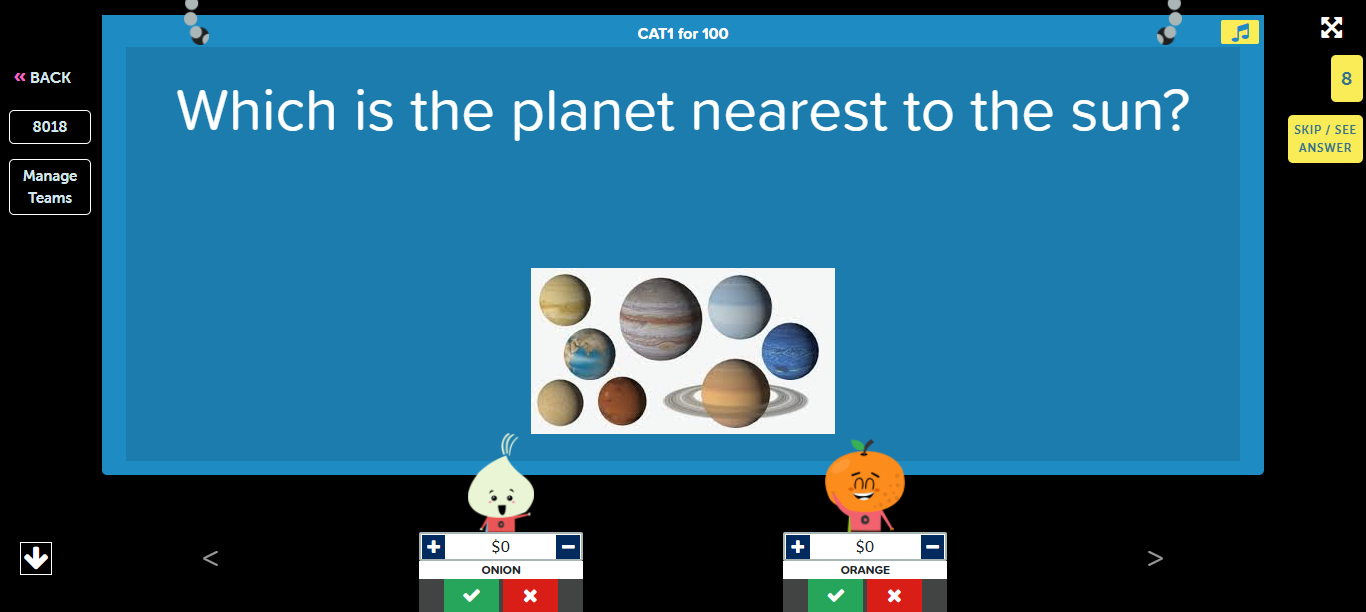 CAT1 for 100
« BACK
8018
Manage
Teams
8
SKIP / SEE
ANSWER
Which is the planet nearest to the sun?
<
$0
ONION
$0
ORANGE
>